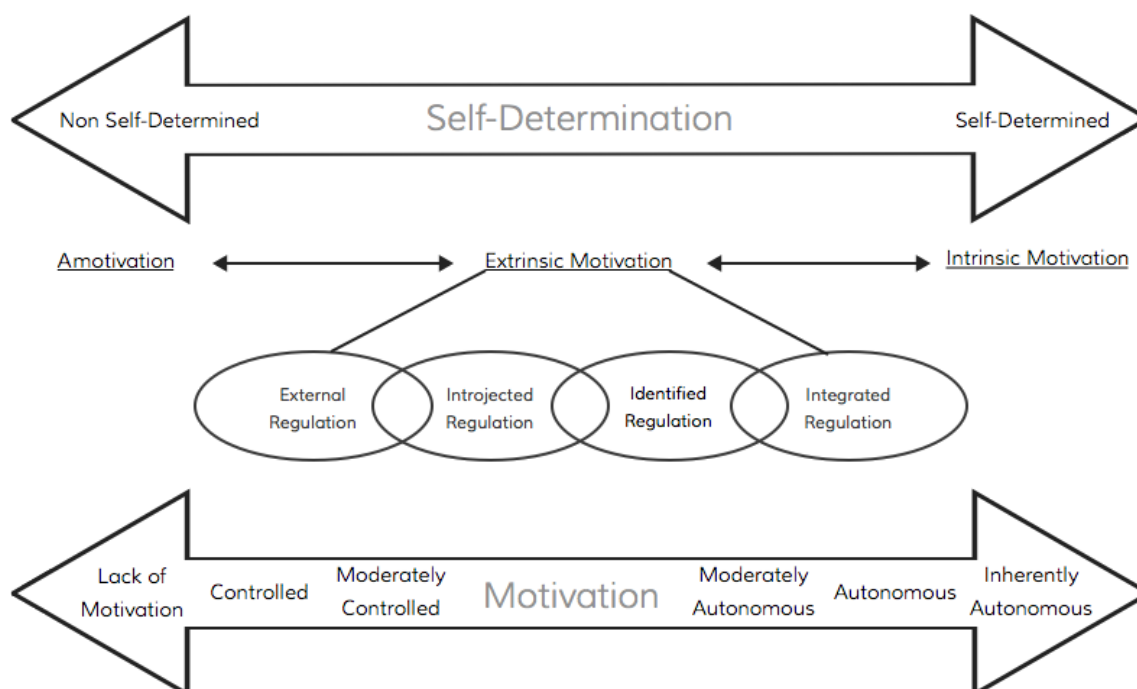 Non Self-Determined
Self-Determination
Self-Determined
Amotivation
Extrinsic Motivation
Intrinsic Motivation
External
Regulation
Introjected
Regulation
Identified
Regulation
Integrated
Regulation
Lack of
Motivation
Controlled
Moderately
Controlled
Motivation
Moderately
Autonomous
Autonomous
Inherently
Autonomous